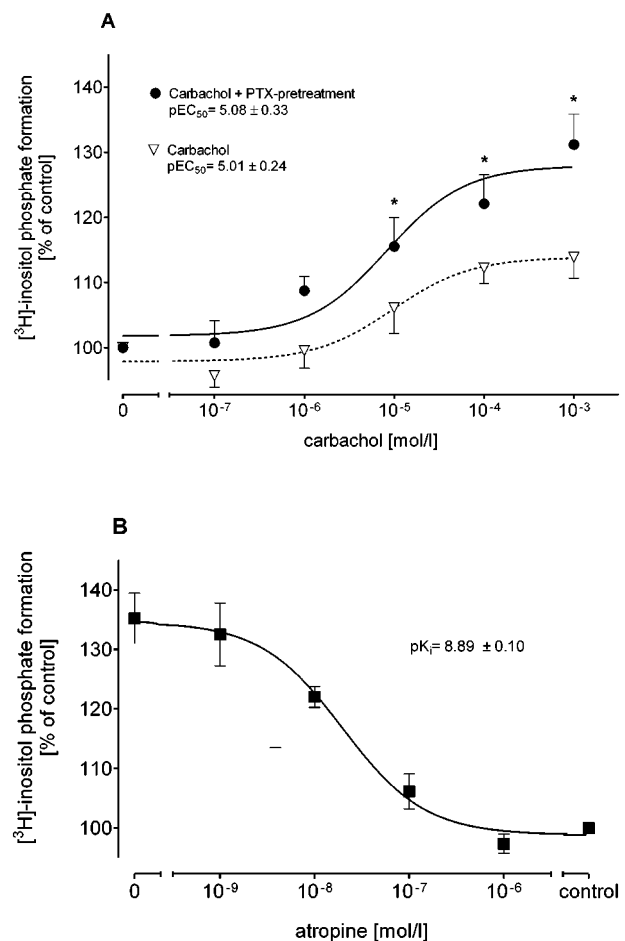 A
[³H]-inositol phosphate formation
[% of control]
140
130
120
110
100
Carbachol + PTX-pretreatment
pEC₅₀= 5.08 ± 0.33
Carbachol
pEC₅₀= 5.01 ± 0.24
*
*
*
0
10⁻⁷
10⁻⁶
10⁻⁵
10⁻⁴
10⁻³
carbachol [mol/l]
B
[³H]-inositol phosphate formation
[% of control]
140
130
120
110
100
pKᵢ= 8.89 ± 0.10
0
10⁻⁹
10⁻⁸
10⁻⁷
10⁻⁶
control
atropine [mol/l]